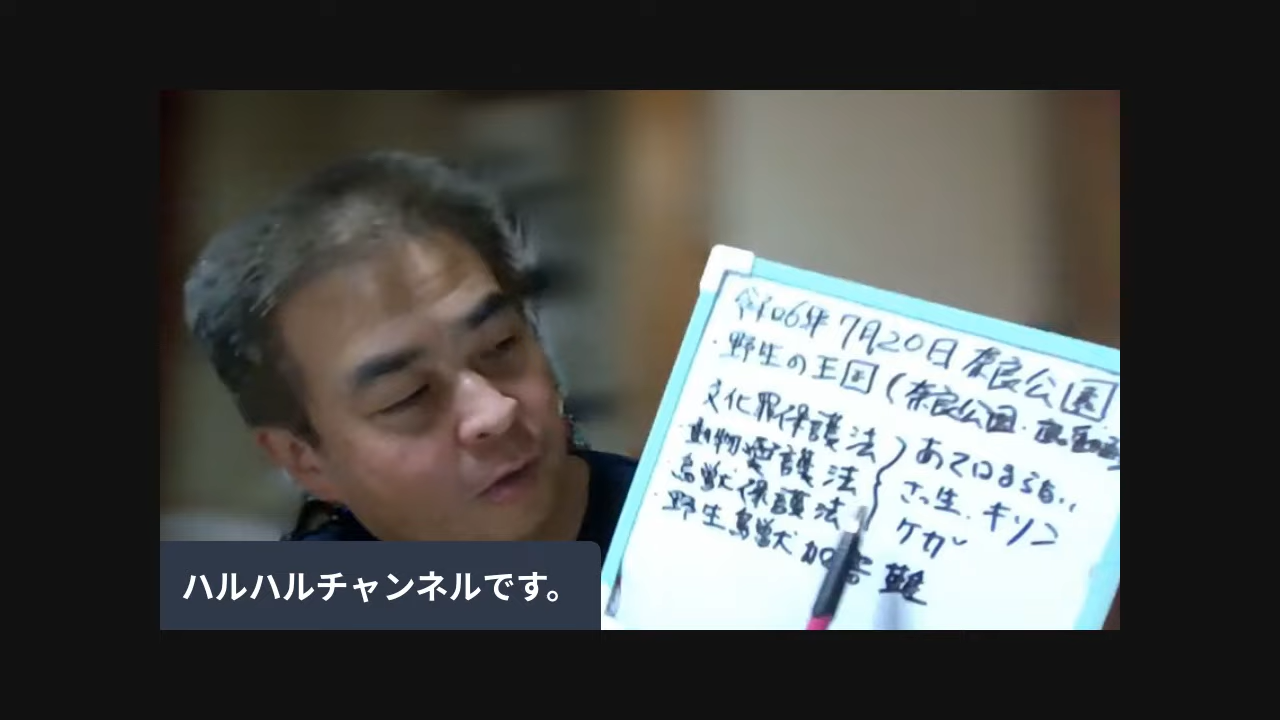 令和6年7月20日 奈良公園
・野生の王国(奈良公園.
文化財保護法
動物愛護法
鳥獣保護法
野生鳥獣加害
あてはまらない
さっ生. キソン
ケガ
ハルハルチャンネルです。